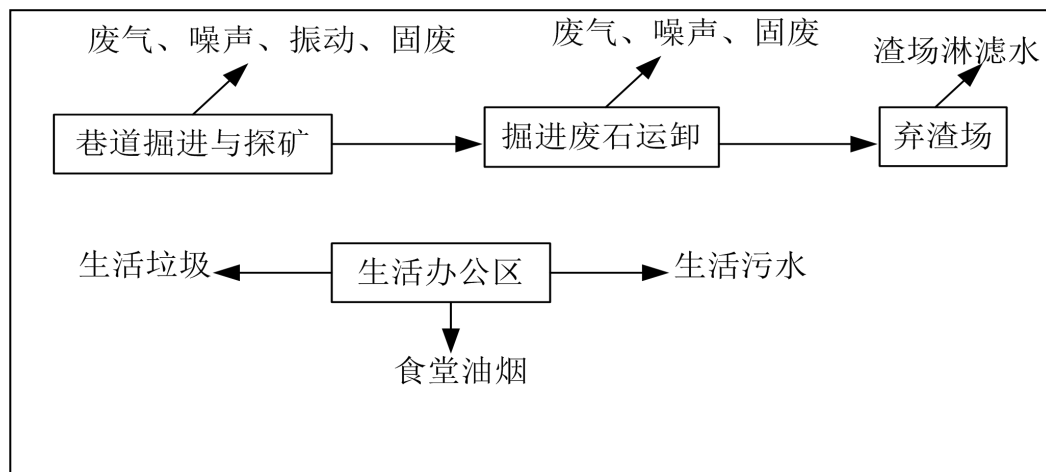 废气、噪声、振动、固废
废气、噪声、固废
渣场淋滤水
巷道掘进与探矿
掘进废石运卸
弃渣场
生活垃圾
生活办公区
生活污水
食堂油烟